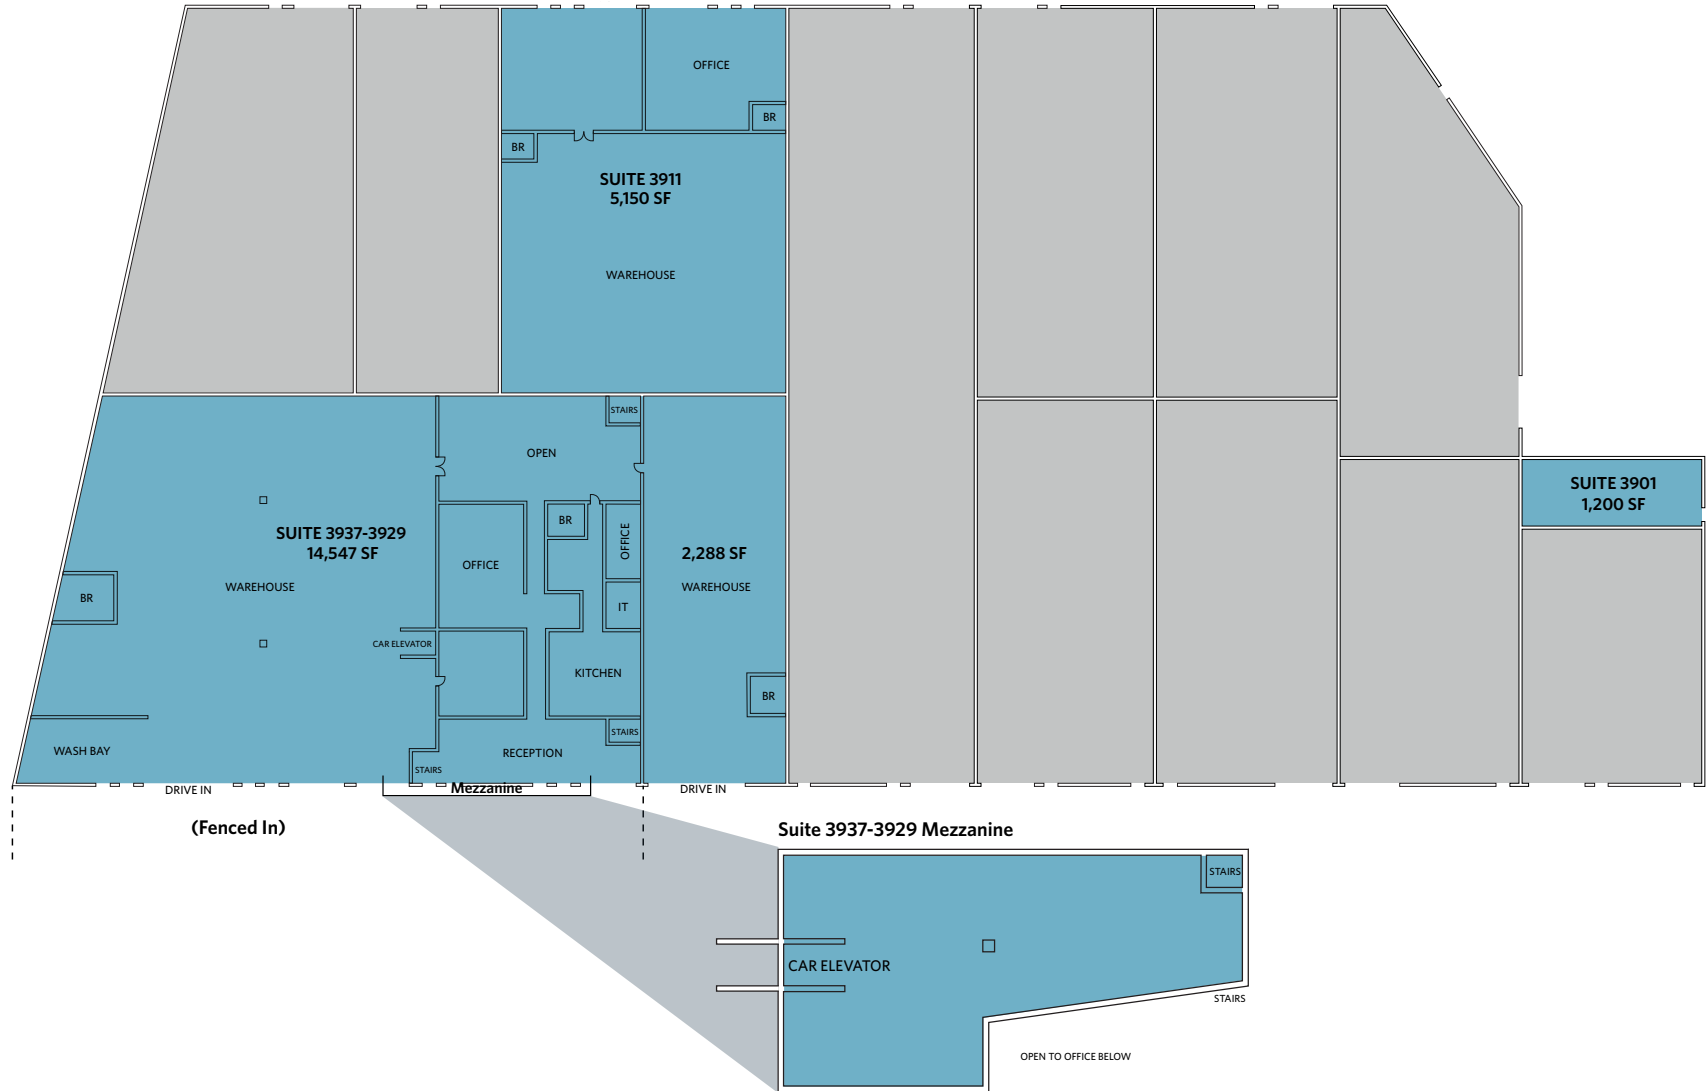 OFFICE
BR
BR
SUITE 3911
5,150 SF
WAREHOUSE
STAIRS
OPEN
SUITE 3901
1,200 SF
SUITE 3937-3929
14,547 SF
BR
OFFICE
2,288 SF
OFFICE
WAREHOUSE
WAREHOUSE
BR
IT
CAR ELEVATOR
KITCHEN
BR
STAIRS
WASH BAY
RECEPTION
STAIRS
DRIVE IN
Mezzanine
DRIVE IN
(Fenced In)
Suite 3937-3929 Mezzanine
STAIRS
CAR ELEVATOR
STAIRS
OPEN TO OFFICE BELOW